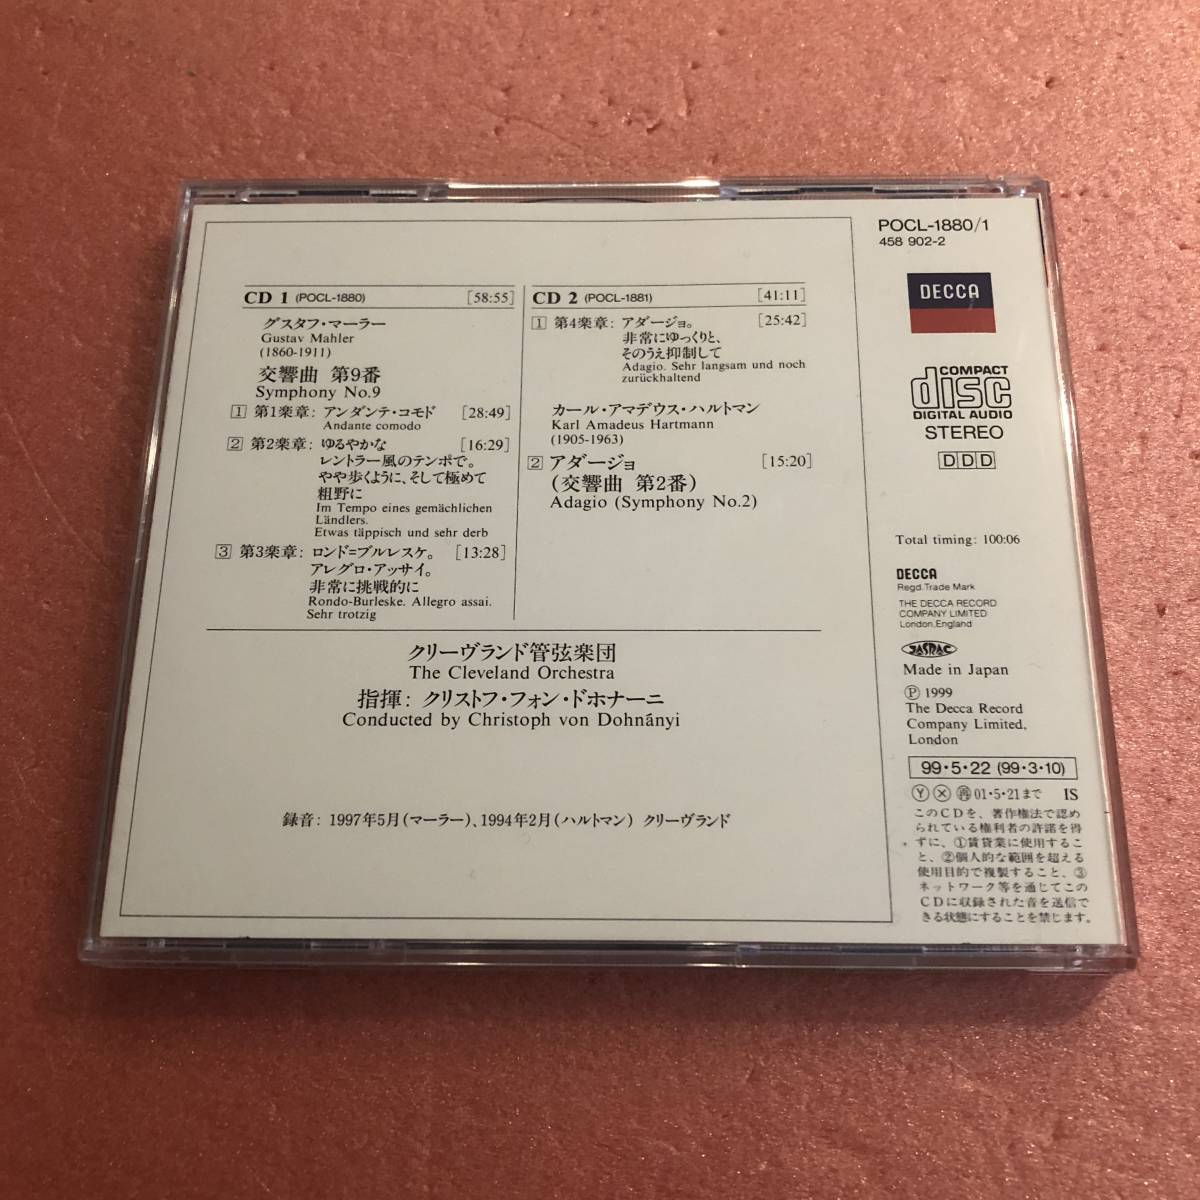 CD 1 (POCL-1880) [58:55]
グスタフ・マーラー
Gustav Mahler
(1860-1911)
交響曲 第9番
Symphony No.9
1 第1楽章: アンダンテ・コモド [28:49]
Andante comodo
2 第2楽章: ゆるやかな [16:29]
レントラー風のテンポで。
やや歩くように、そして極めて
粗野に
Im Tempo eines gemächlichen
Ländlers.
Etwas täppisch und sehr derb
3 第3楽章: ロンド=ブルレスケ。 [13:28]
アレグロ・アッサイ。
非常に挑戦的に
Rondo-Burleske. Allegro assai.
Sehr trotzig
CD 2 (POCL-1881) [41:11]
1 第4楽章: アダージョ。 [25:42]
非常にゆっくりと、
そのうえ抑制して
Adagio. Sehr langsam und noch
zurückhaltend
カール・アマデウス・ハルトマン
Karl Amadeus Hartmann
(1905-1963)
2 アダージョ [15:20]
(交響曲 第2番)
Adagio (Symphony No.2)
クリーヴランド管弦楽団
The Cleveland Orchestra
指揮: クリストフ・フォン・ドホナーニ
Conducted by Christoph von Dohnányi
録音: 1997年5月(マーラー)、1994年2月(ハルトマン) クリーヴランド
POCL-1880/1
458 902-2
DECCA
COMPACT
disc
DIGITAL AUDIO
STEREO
DDD
Total timing: 100:06
DECCA
Regd. Trade Mark
THE DECCA RECORD
COMPANY LIMITED
London, England
JASRAC
Made in Japan
Ⓟ 1999
The Decca Record
Company Limited,
London
99・5・22 (99・3・10)
Ⓨ Ⓧ 再 01・5・21まで IS
このCDを、著作権法で認め
られている権利者の許諾を得
ずに、①賃貸業に使用するこ
と、②個人的な範囲を超える
使用目的で複製すること、③
ネットワーク等を通じてこの
CDに収録された音を送信で
きる状態にすることを禁じます。